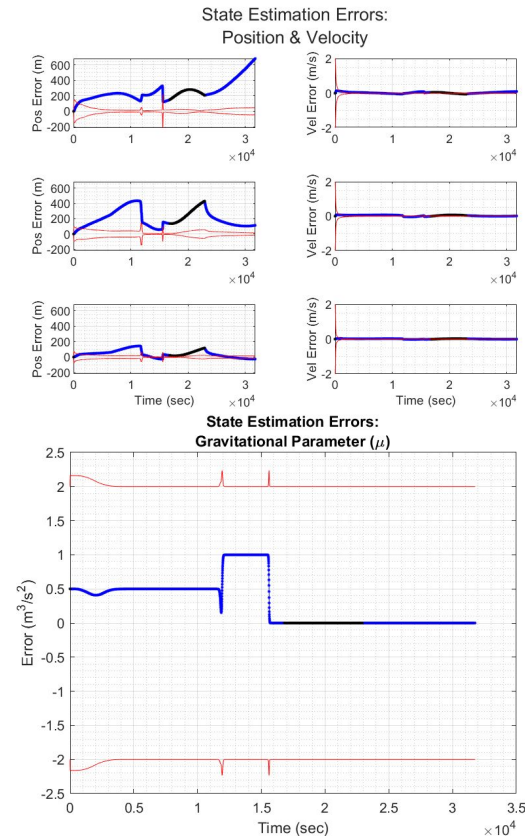 State Estimation Errors:
Position & Velocity
Pos Error (m)
600
400
200
0
-200
0 1 2 3
×10^4
Vel Error (m/s)
2
0
-2
0 1 2 3
×10^4
Pos Error (m)
600
400
200
0
-200
0 1 2 3
×10^4
Vel Error (m/s)
2
0
-2
0 1 2 3
×10^4
Pos Error (m)
600
400
200
0
-200
0 1 2 3
Time (sec) ×10^4
Vel Error (m/s)
2
0
-2
0 1 2 3
Time (sec) ×10^4
State Estimation Errors:
Gravitational Parameter (μ)
Error (m³/s²)
2.5
2
1.5
1
0.5
0
-0.5
-1
-1.5
-2
-2.5
0 0.5 1 1.5 2 2.5 3 3.5
Time (sec) ×10^4